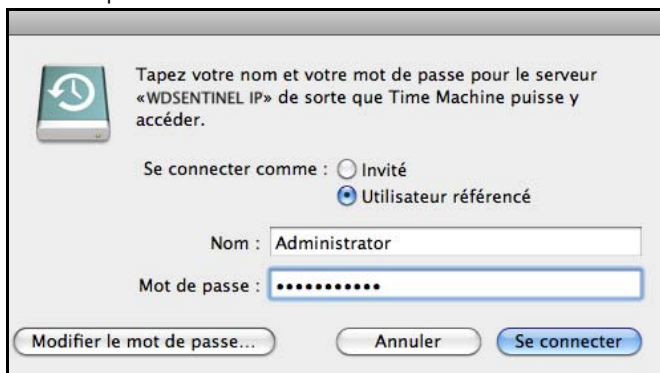 Tapez votre nom et votre mot de passe pour le serveur
«WDSENTINEL IP» de sorte que Time Machine puisse y
accéder.
Se connecter comme : Invité
Utilisateur référencé
Nom : Administrator
Mot de passe : •••••••••••
Modifier le mot de passe... Annuler Se connecter